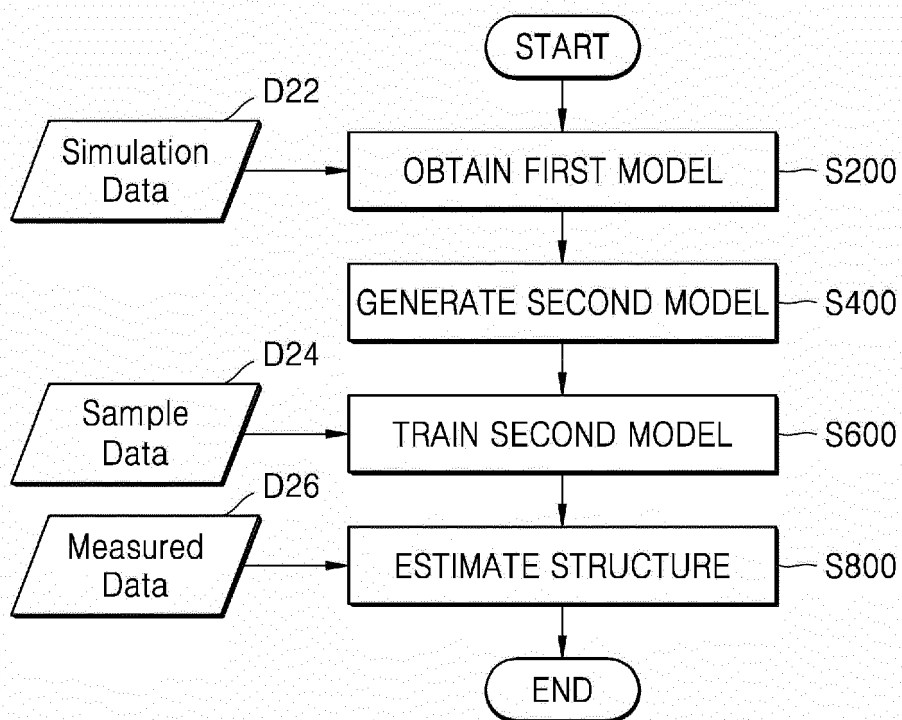 START
D22
Simulation
Data
OBTAIN FIRST MODEL
S200
GENERATE SECOND MODEL
S400
D24
Sample
Data
TRAIN SECOND MODEL
S600
D26
Measured
Data
ESTIMATE STRUCTURE
S800
END